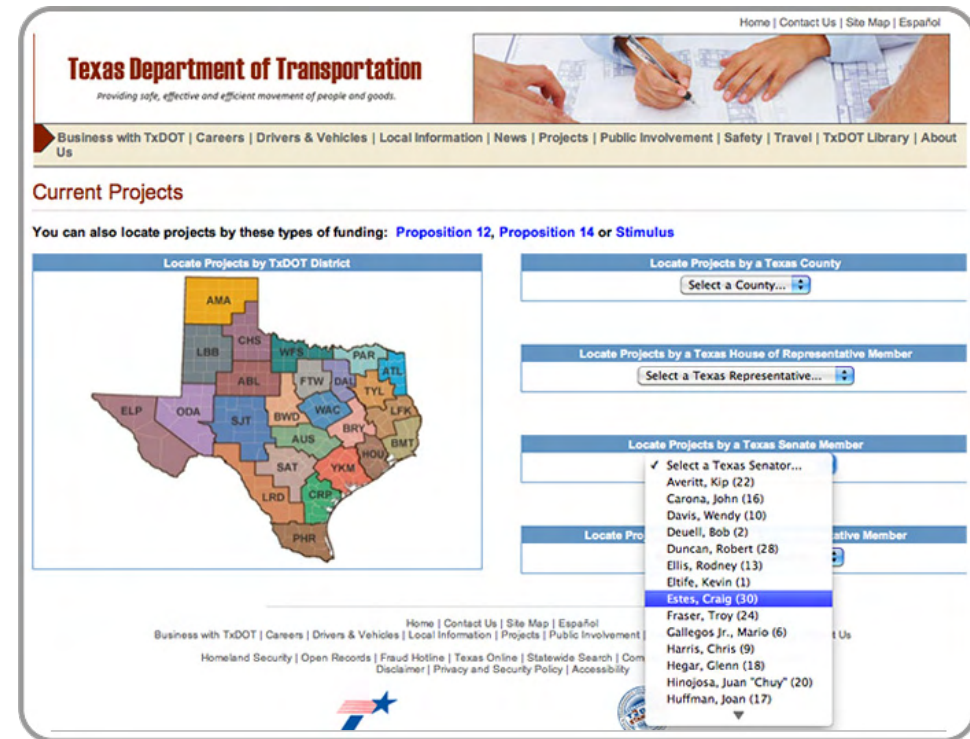 Home | Contact Us | Site Map | Español
Texas Department of Transportation
Providing safe, effective and efficient movement of people and goods.
Business with TxDOT | Careers | Drivers & Vehicles | Local Information | News | Projects | Public Involvement | Safety | Travel | TxDOT Library | About
Us
Current Projects
You can also locate projects by these types of funding: Proposition 12, Proposition 14 or Stimulus
Locate Projects by TxDOT District
AMA
LBB
CHS
WFS
PAR
ATL
ABL
FTW
DAL
TYL
ELP
ODA
SJT
BWD
WAC
LFK
BRY
AUS
BMT
HOU
SAT
YKM
LRD
CRP
PHR
Locate Projects by a Texas County
Select a County...
Locate Projects by a Texas House of Representative Member
Select a Texas Representative...
Locate Projects by a Texas Senate Member
✓ Select a Texas Senator...
Averitt, Kip (22)
Carona, John (16)
Davis, Wendy (10)
Deuell, Bob (2)
Duncan, Robert (28)
Ellis, Rodney (13)
Eltife, Kevin (1)
Estes, Craig (30)
Fraser, Troy (24)
Gallegos Jr., Mario (6)
Harris, Chris (9)
Hegar, Glenn (18)
Hinojosa, Juan "Chuy" (20)
Huffman, Joan (17)
Locate Member
Home | Contact Us | Site Map | Español
Business with TxDOT | Careers | Drivers & Vehicles | Local Information | Projects | Public Involvement Us
Homeland Security | Open Records | Fraud Hotline | Texas Online | Statewide Search |
Disclaimer | Privacy and Security Policy | Accessibility